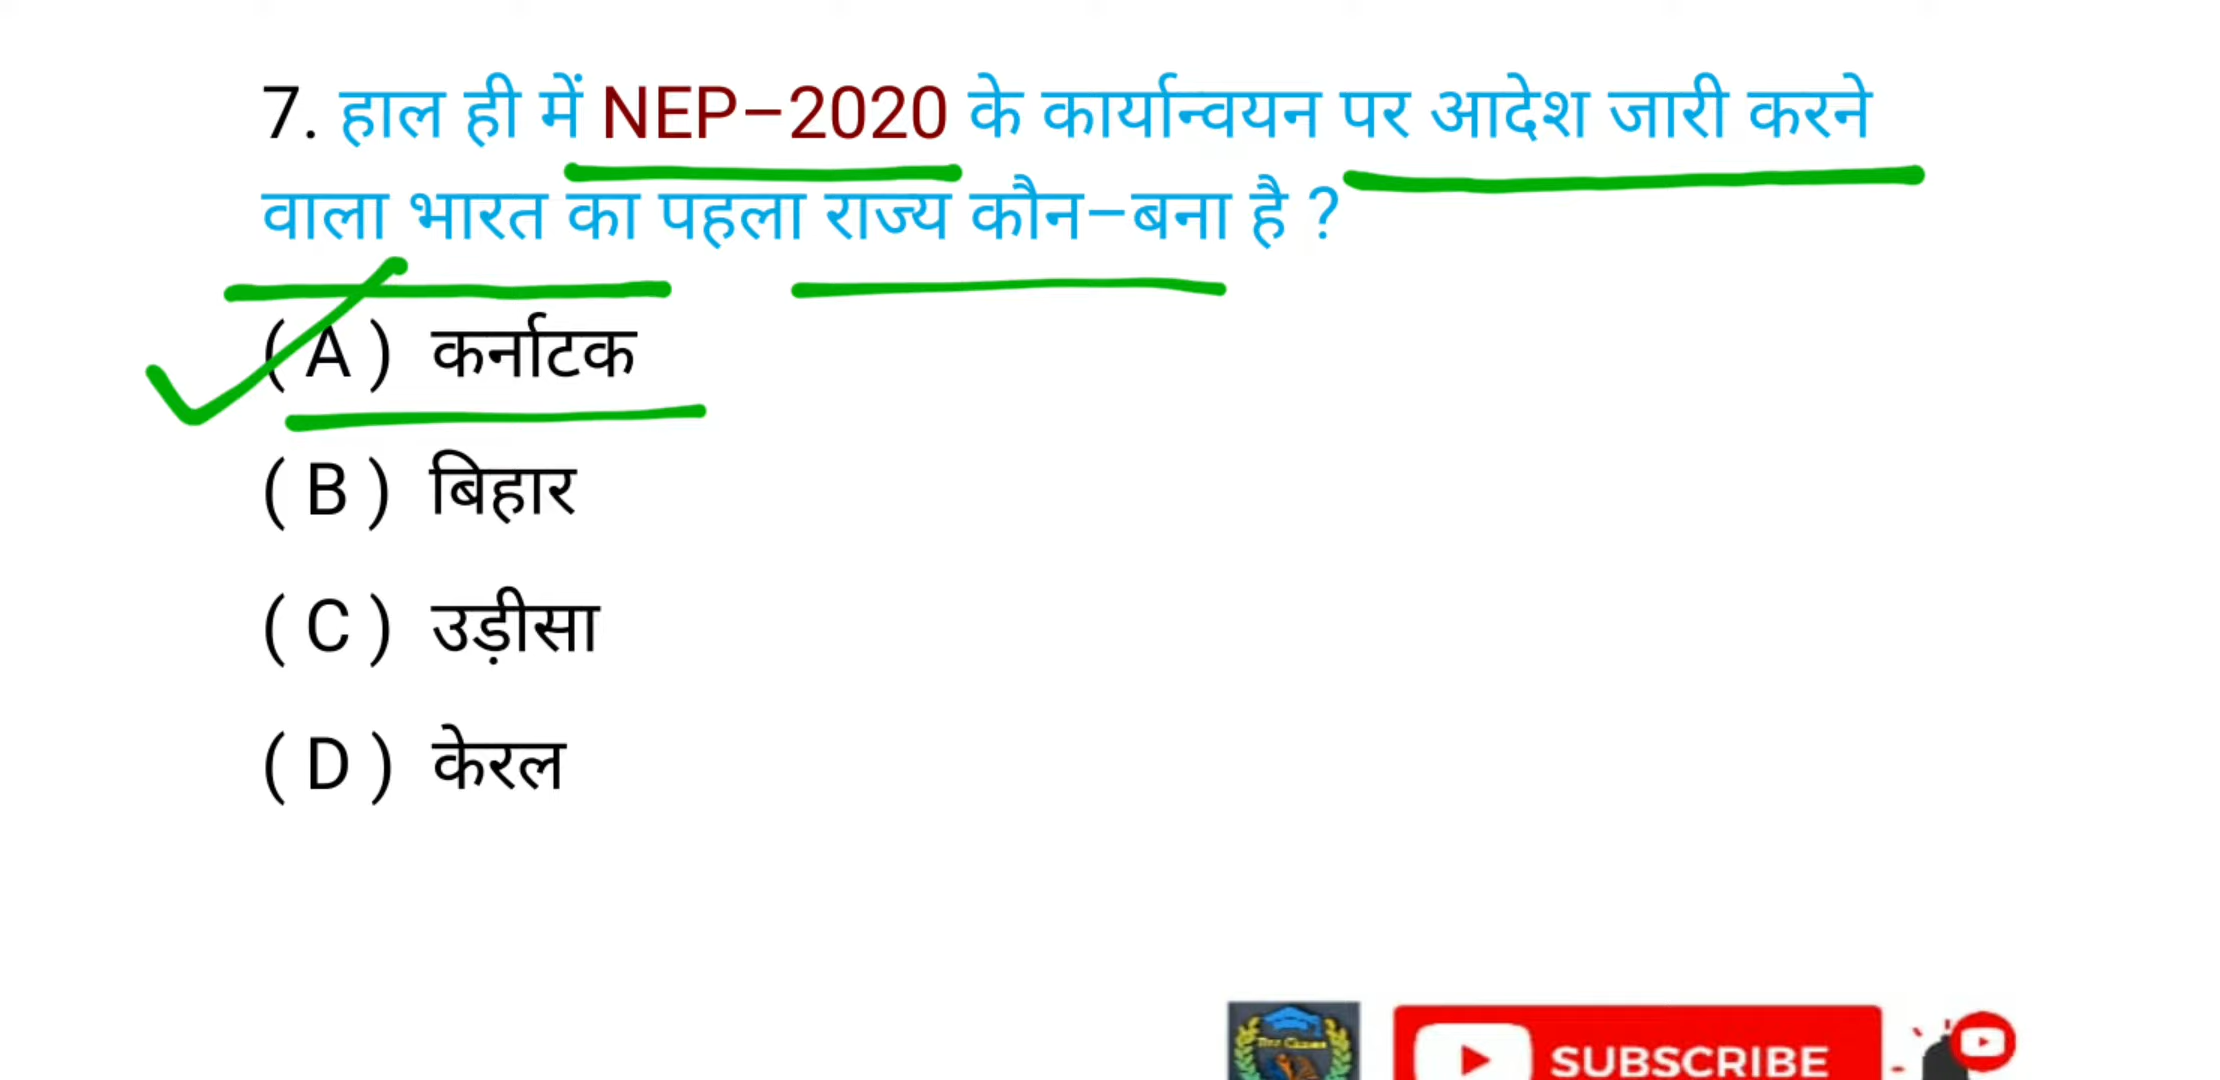 7. हाल ही में NEP–2020 के कार्यान्वयन पर आदेश जारी करने
वाला भारत का पहला राज्य कौन–बना है ?
( A ) कर्नाटक
( B ) बिहार
( C ) उड़ीसा
( D ) केरल
SUBSCRIBE